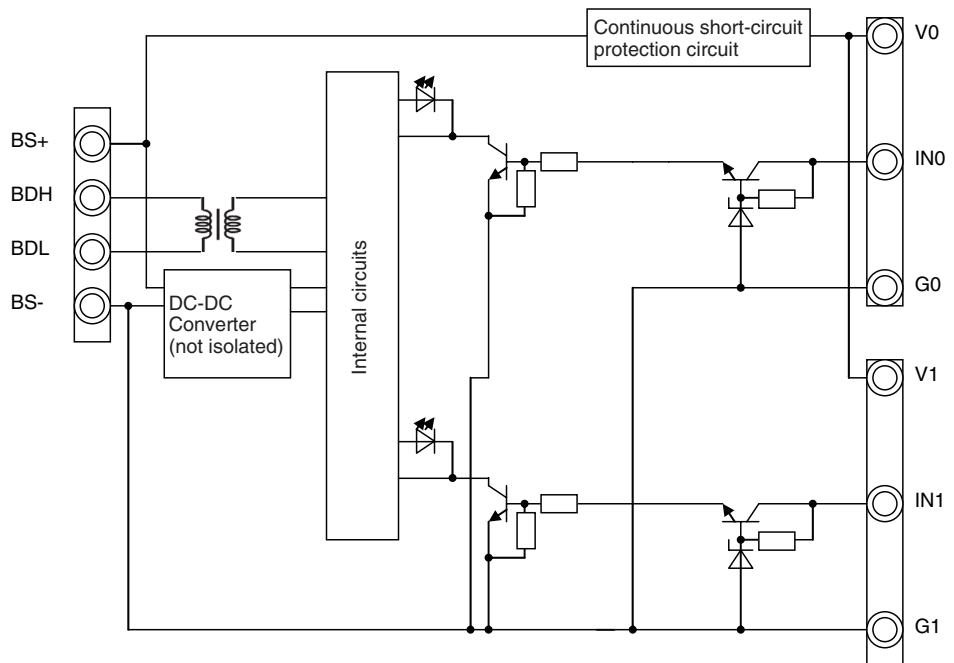 Continuous short-circuit
protection circuit
V0
BS+
IN0
BDH
BDL
G0
BS-
DC-DC
Converter
(not isolated)
Internal circuits
V1
IN1
G1